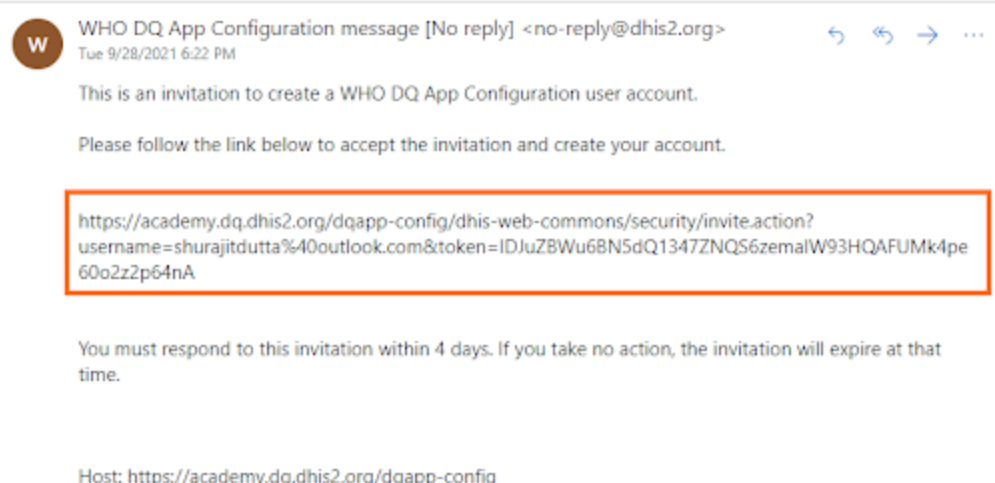 W
WHO DQ App Configuration message [No reply] <no-reply@dhis2.org>
Tue 9/28/2021 6:22 PM
This is an invitation to create a WHO DQ App Configuration user account.
Please follow the link below to accept the invitation and create your account.
https://academy.dq.dhis2.org/dqapp-config/dhis-web-commons/security/invite.action?
username=shurajitdutta%40outlook.com&token=IDJuZBWu6BN5dQ1347ZNQS6zemalW93HQAFUMk4pe
60o2z2p64nA
You must respond to this invitation within 4 days. If you take no action, the invitation will expire at that
time.
Host: https://academy.dq.dhis2.org/dqapp-config